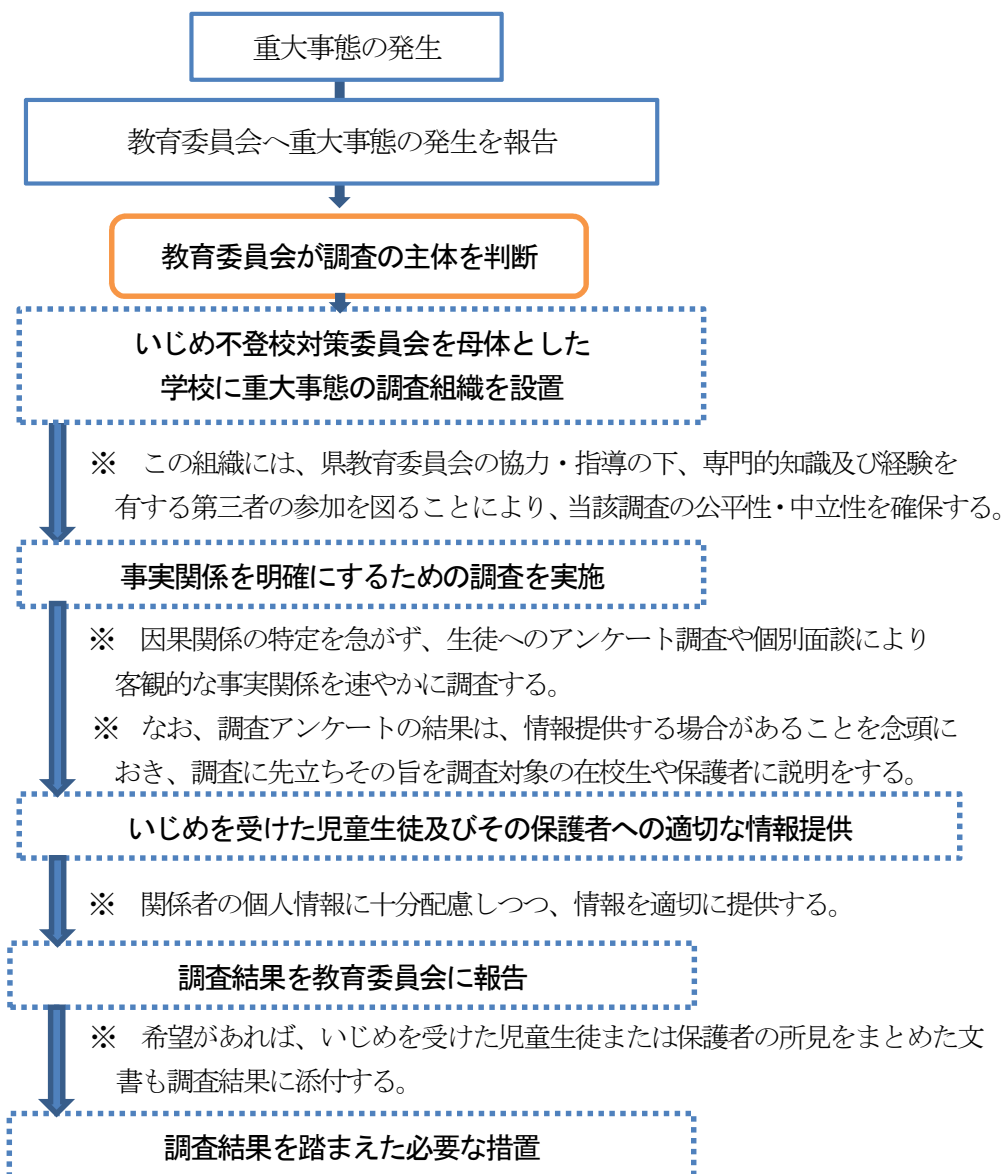 重大事態の発生
教育委員会へ重大事態の発生を報告
教育委員会が調査の主体を判断
いじめ不登校対策委員会を母体とした
学校に重大事態の調査組織を設置
※　この組織には、県教育委員会の協力・指導の下、専門的知識及び経験を
有する第三者の参加を図ることにより、当該調査の公平性・中立性を確保する。
事実関係を明確にするための調査を実施
※　因果関係の特定を急がず、生徒へのアンケート調査や個別面談により
客観的な事実関係を速やかに調査する。
※　なお、調査アンケートの結果は、情報提供する場合があることを念頭に
おき、調査に先立ちその旨を調査対象の在校生や保護者に説明をする。
いじめを受けた児童生徒及びその保護者への適切な情報提供
※　関係者の個人情報に十分配慮しつつ、情報を適切に提供する。
調査結果を教育委員会に報告
※　希望があれば、いじめを受けた児童生徒または保護者の所見をまとめた文
書も調査結果に添付する。
調査結果を踏まえた必要な措置